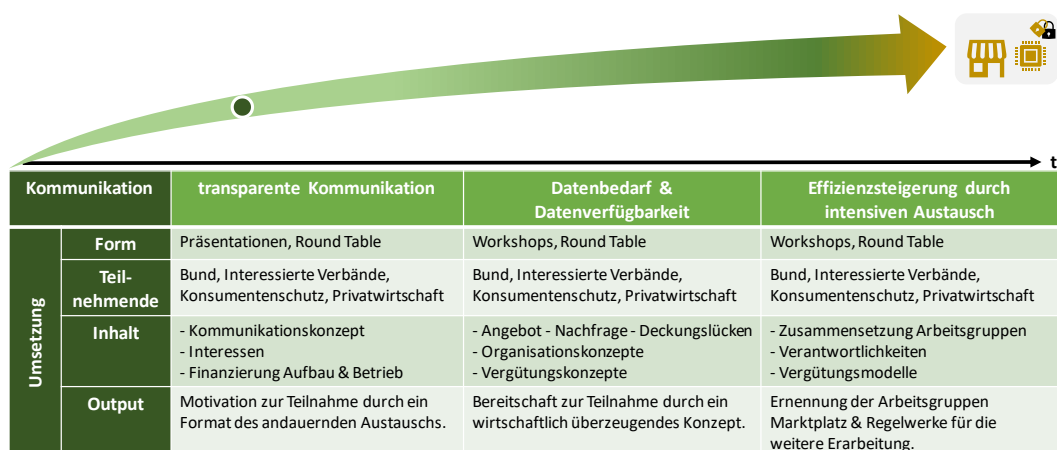 t
Kommunikation
transparente Kommunikation
Datenbedarf &
Datenverfügbarkeit
Effizienzsteigerung durch
intensiven Austausch
Umsetzung
Form
Präsentationen, Round Table
Workshops, Round Table
Workshops, Round Table
Teil-
nehmende
Bund, Interessierte Verbände,
Konsumentenschutz, Privatwirtschaft
Bund, Interessierte Verbände,
Konsumentenschutz, Privatwirtschaft
Bund, Interessierte Verbände,
Konsumentenschutz, Privatwirtschaft
Inhalt
- Kommunikationskonzept
- Interessen
- Finanzierung Aufbau & Betrieb
- Angebot - Nachfrage - Deckungslücken
- Organisationskonzepte
- Vergütungskonzepte
- Zusammensetzung Arbeitsgruppen
- Verantwortlichkeiten
- Vergütungsmodelle
Output
Motivation zur Teilnahme durch ein
Format des andauernden Austauschs.
Bereitschaft zur Teilnahme durch ein
wirtschaftlich überzeugendes Konzept.
Ernennung der Arbeitsgruppen
Marktplatz & Regelwerke für die
weitere Erarbeitung.